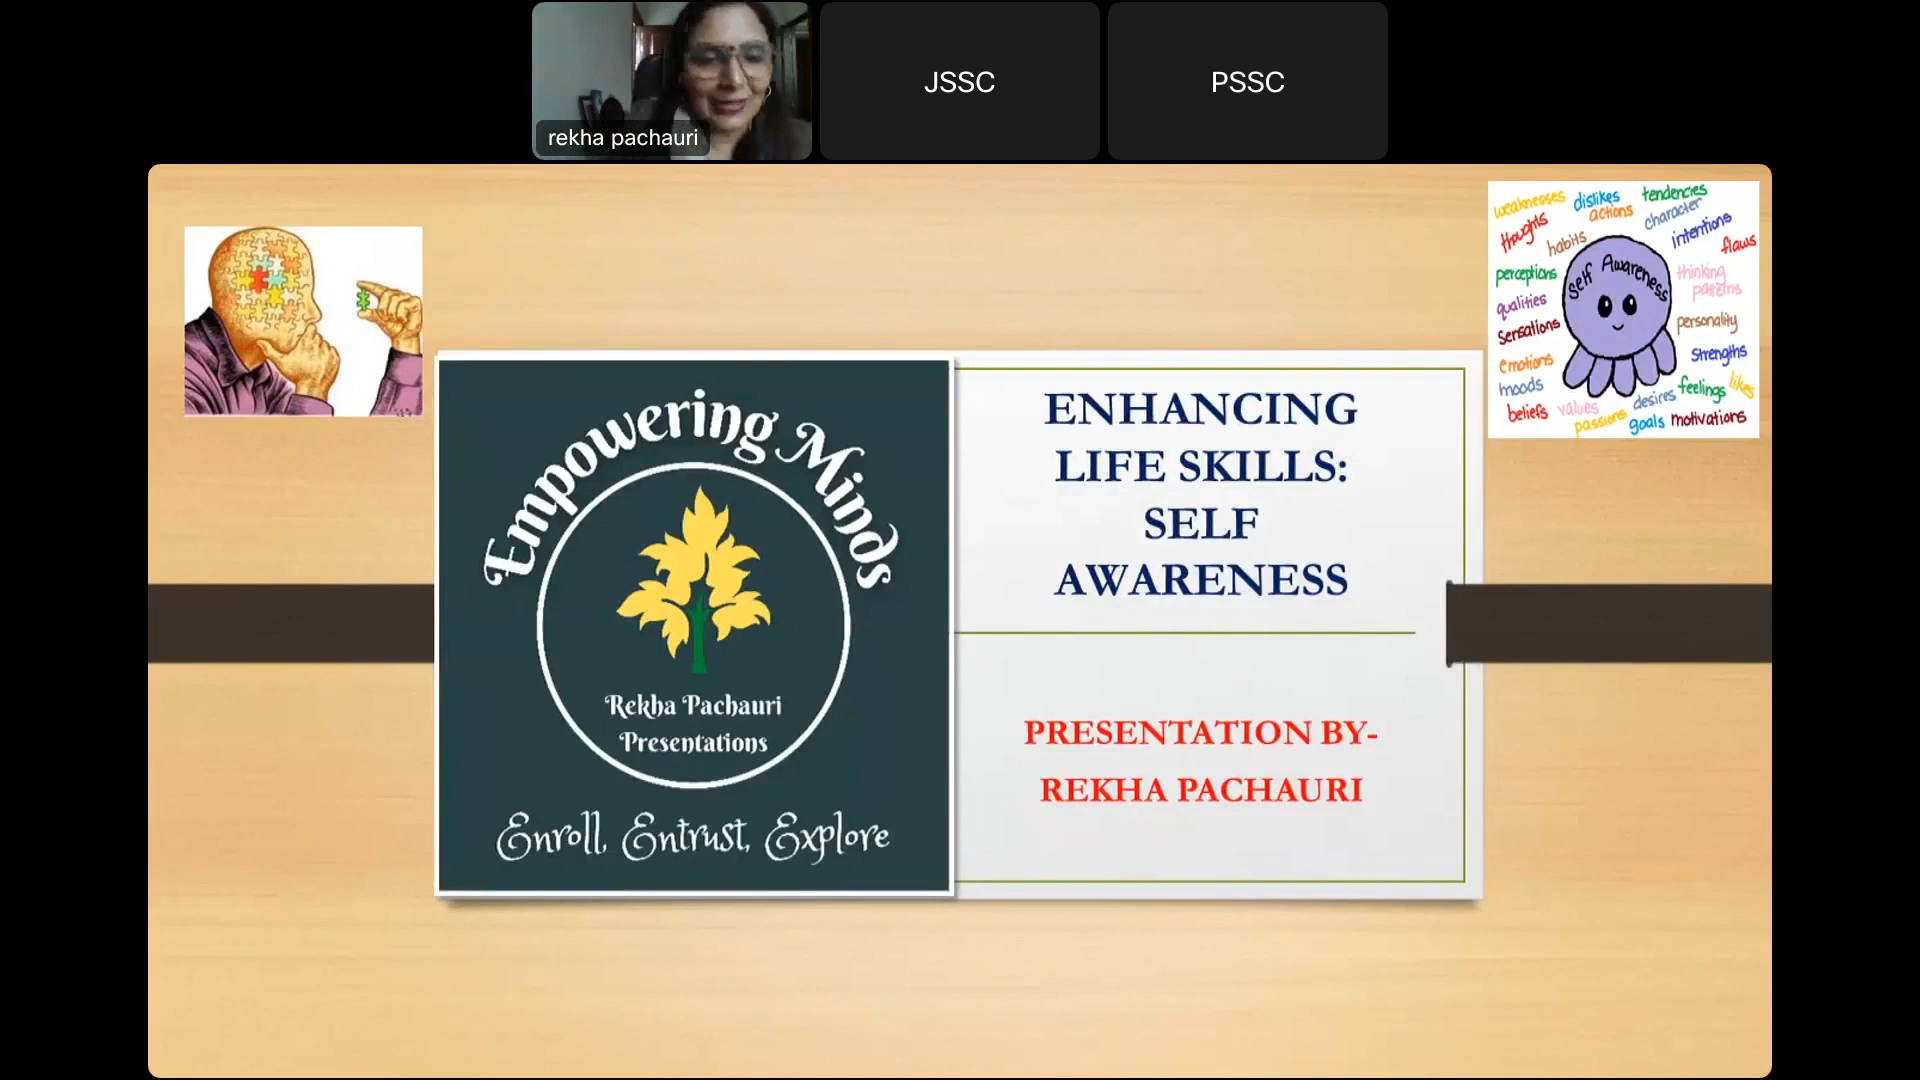 rekha pachauri
JSSC
PSSC
weaknesses
dislikes
tendencies
thoughts
actions
character
habits
intentions
flaws
perceptions
Self Awareness
thinking
patterns
qualities
sensations
personality
emotions
strengths
moods
desires
feelings
likes
beliefs
values
passions
goals
motivations
Empowering Minds
Rekha Pachauri
Presentations
Enroll, Entrust, Explore
ENHANCING
LIFE SKILLS:
SELF
AWARENESS
PRESENTATION BY-
REKHA PACHAURI